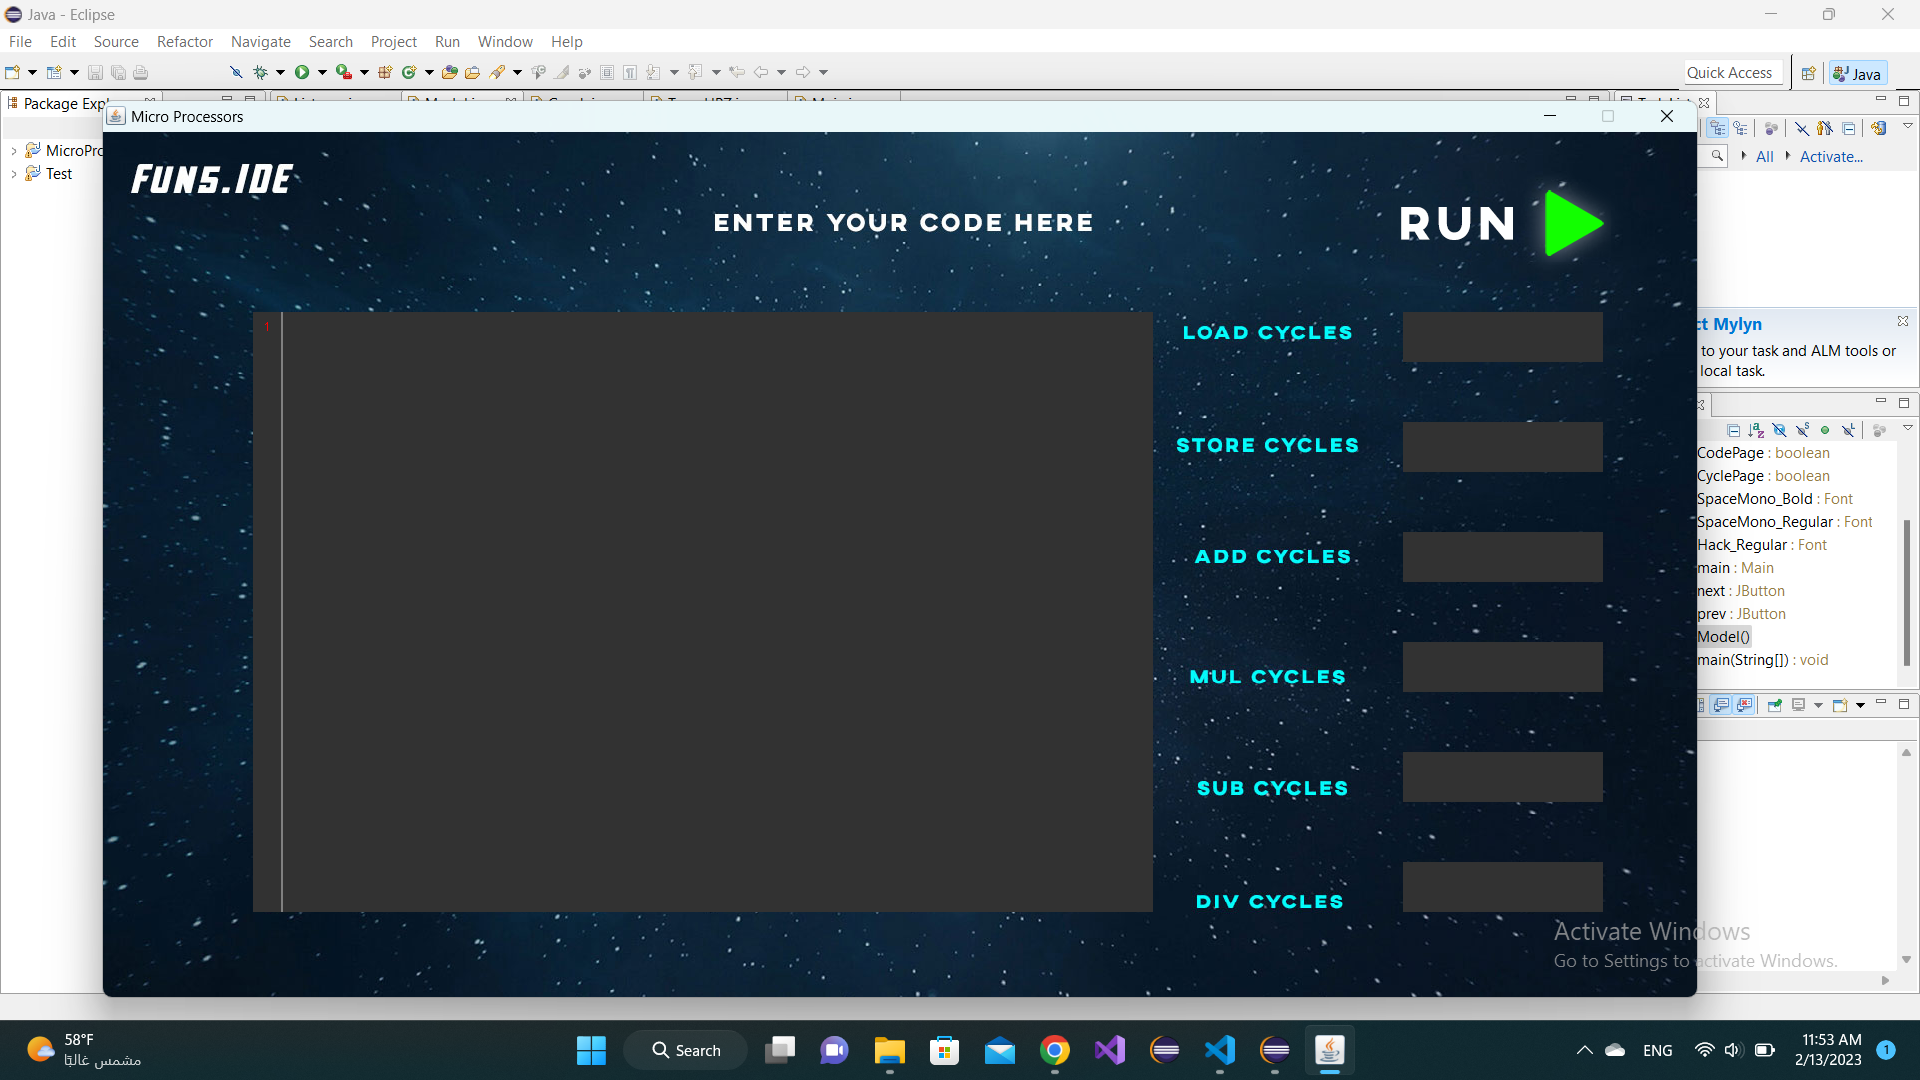 Java - Eclipse
File Edit Source Refactor Navigate Search Project Run Window Help
Quick Access
Java
Package Expl
Micro Processors
MicroPro
Test
All
Activate...
FUNS.IDE
ENTER YOUR CODE HERE
RUN
1
LOAD CYCLES
STORE CYCLES
ADD CYCLES
MUL CYCLES
SUB CYCLES
DIV CYCLES
ct Mylyn
to your task and ALM tools or
local task.
CodePage : boolean
CyclePage : boolean
SpaceMono_Bold : Font
SpaceMono_Regular : Font
Hack_Regular : Font
main : Main
next : JButton
prev : JButton
Model()
main(String[]) : void
Activate Windows
Go to Settings to activate Windows.
58°F
مشمس غالبًا
Search
ENG
11:53 AM
2/13/2023
1